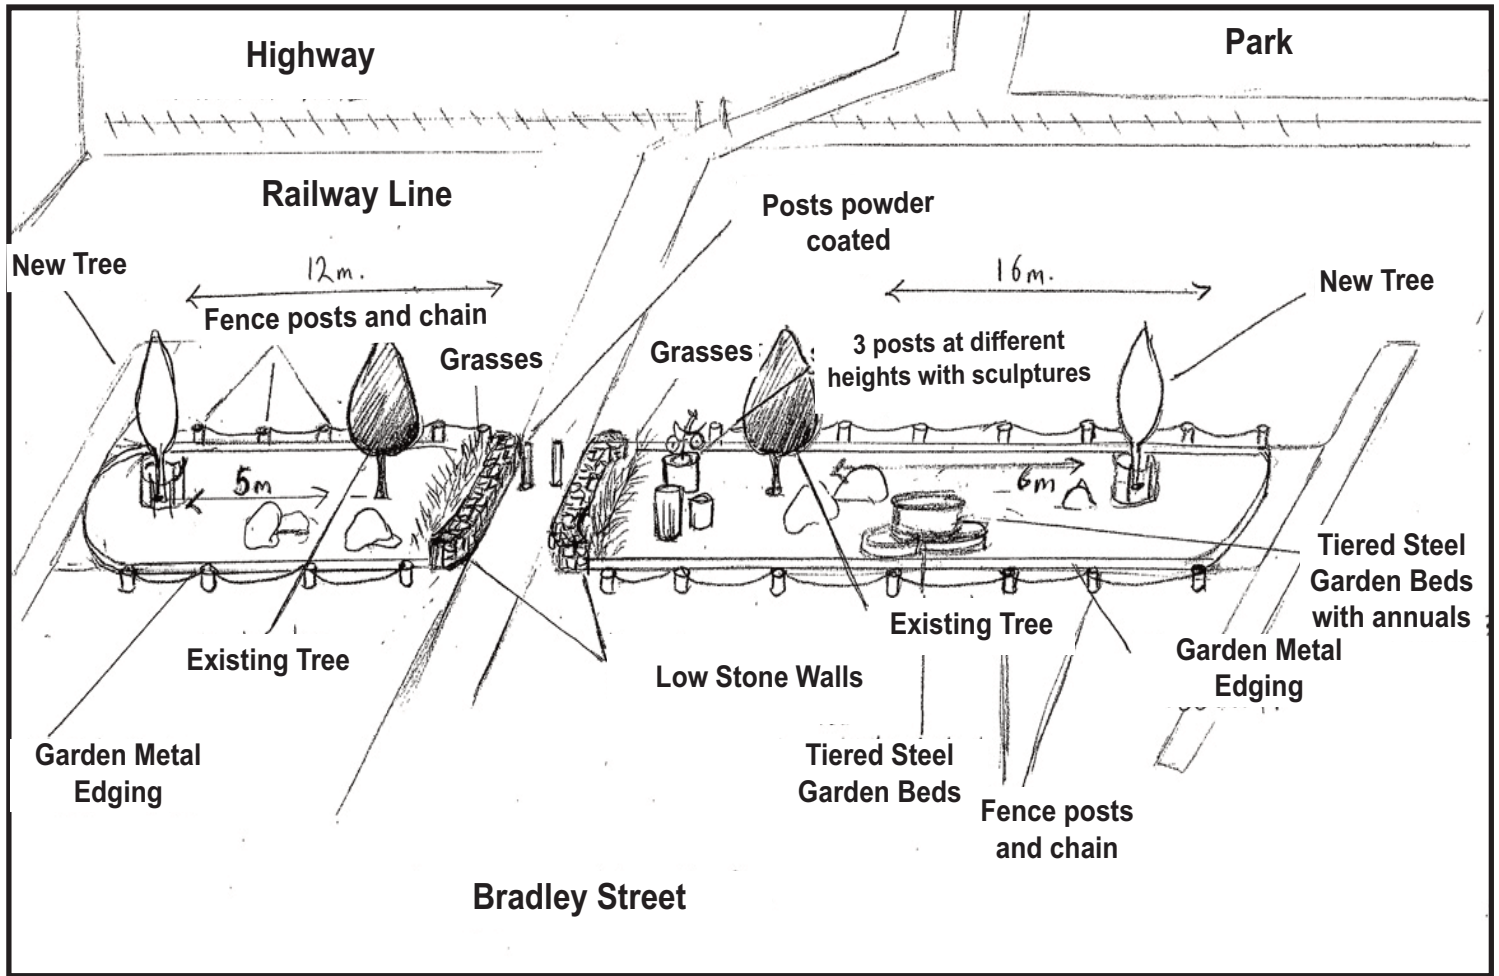 Highway
Park
Railway Line
Posts powder
coated
New Tree
12m.
16m.
New Tree
Fence posts and chain
Grasses
Grasses
3 posts at different
heights with sculptures
5m
6m
Tiered Steel
Garden Beds
with annuals
Existing Tree
Existing Tree
Low Stone Walls
Garden Metal
Edging
Garden Metal
Edging
Tiered Steel
Garden Beds
Fence posts
and chain
Bradley Street